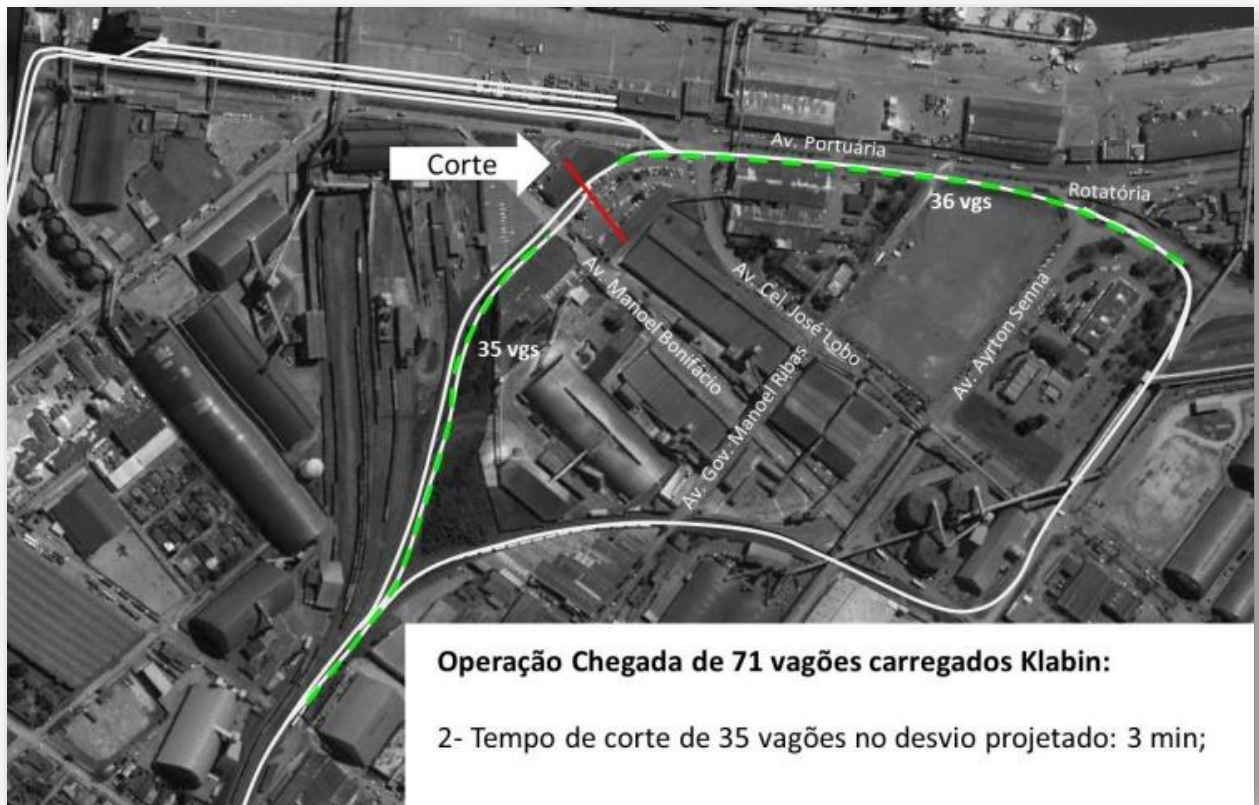 Av. Portuária
Corte
Rotatória
36 vgs
Av. Manoel Bonifácio
Av. Cel. José Lobo
Av. Ayrton Senna
35 vgs
Av. Gov. Manoel Ribas
Operação Chegada de 71 vagões carregados Klabin:
2- Tempo de corte de 35 vagões no desvio projetado: 3 min;